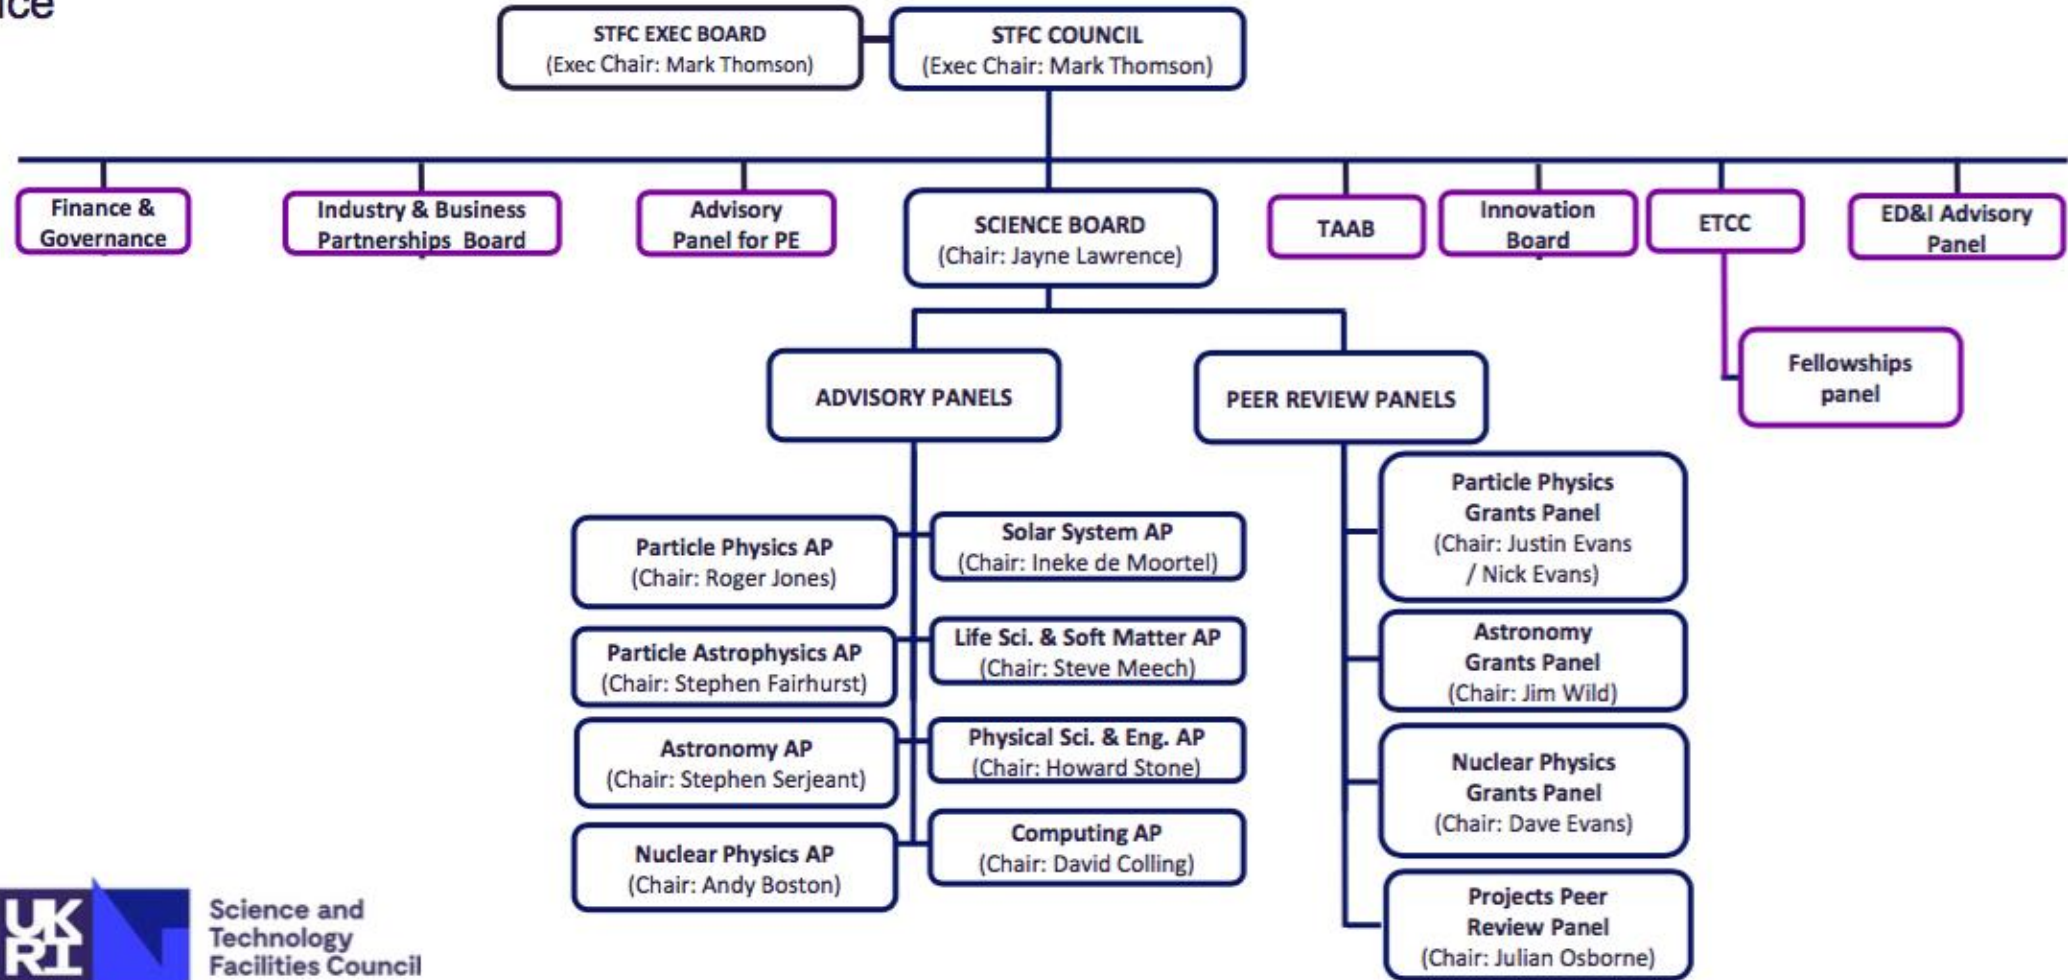 STFC EXEC BOARD
(Exec Chair: Mark Thomson)
STFC COUNCIL
(Exec Chair: Mark Thomson)
Finance &
Governance
Industry & Business
Partnerships Board
Advisory
Panel for PE
SCIENCE BOARD
(Chair: Jayne Lawrence)
TAAB
Innovation
Board
ETCC
ED&I Advisory
Panel
Fellowships
panel
ADVISORY PANELS
PEER REVIEW PANELS
Particle Physics AP
(Chair: Roger Jones)
Solar System AP
(Chair: Ineke de Moortel)
Particle Astrophysics AP
(Chair: Stephen Fairhurst)
Life Sci. & Soft Matter AP
(Chair: Steve Meech)
Astronomy AP
(Chair: Stephen Serjeant)
Physical Sci. & Eng. AP
(Chair: Howard Stone)
Nuclear Physics AP
(Chair: Andy Boston)
Computing AP
(Chair: David Colling)
Particle Physics
Grants Panel
(Chair: Justin Evans
/ Nick Evans)
Astronomy
Grants Panel
(Chair: Jim Wild)
Nuclear Physics
Grants Panel
(Chair: Dave Evans)
Projects Peer
Review Panel
(Chair: Julian Osborne)
UK
RI
Science and
Technology
Facilities Council